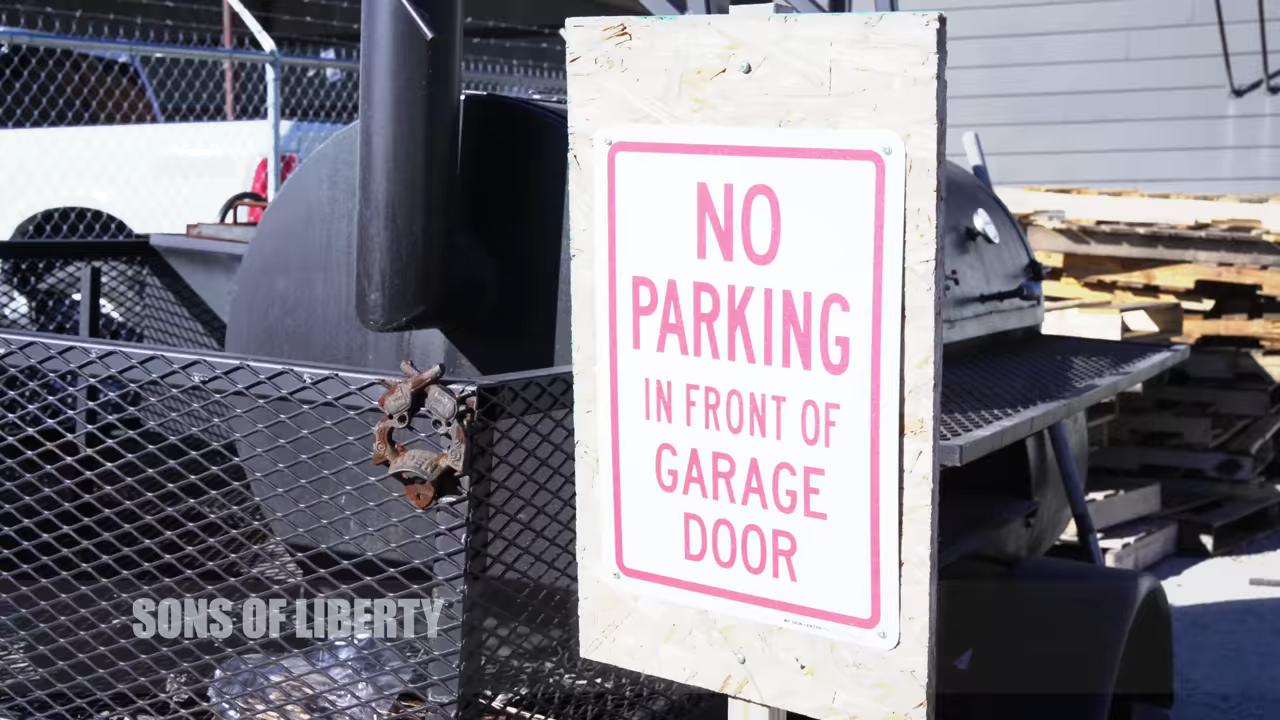 NO
PARKING
IN FRONT OF
GARAGE
DOOR
SONS OF LIBERTY